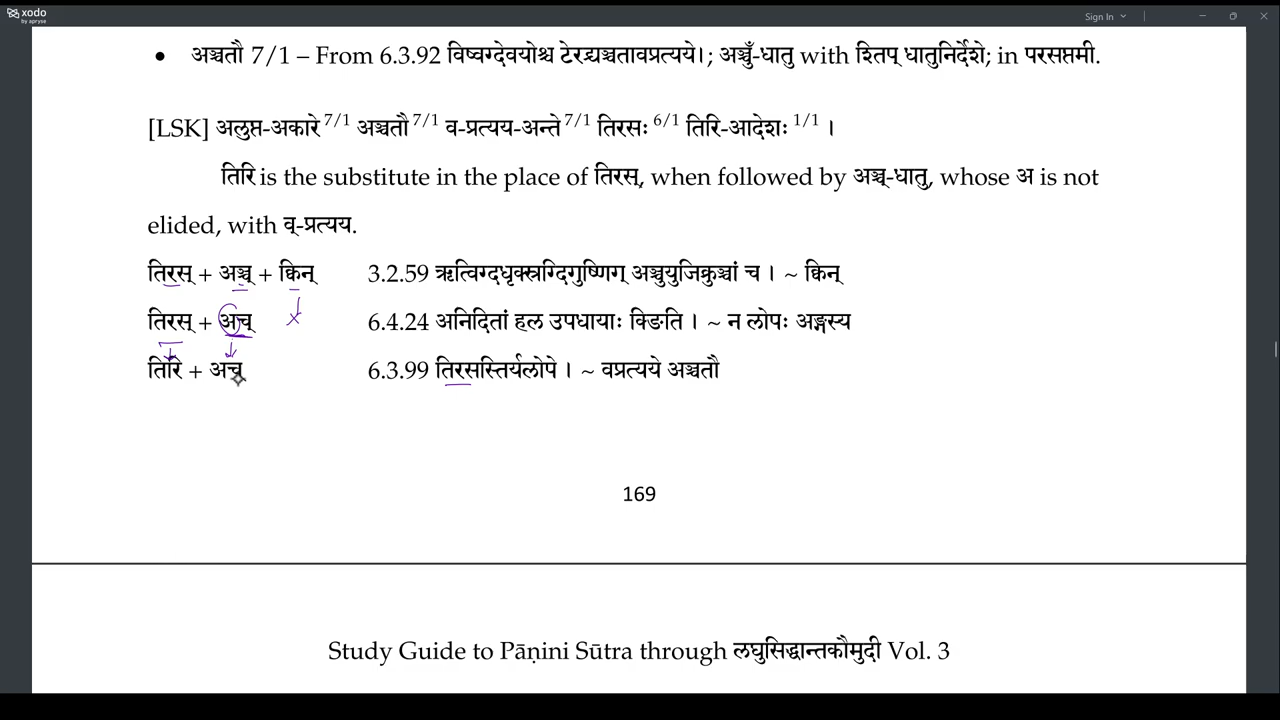 xodo
by apryse
Sign In
• अञ्चतौ 7/1 – From 6.3.92 विष्वग्देवयोश्च टेरद्र्यञ्चतावप्रत्यये।; अञ्चुँ-धातु with श्तिप् धातुनिर्देशे; in परसप्तमी.
[LSK] अलुप्त-अकारे 7/1 अञ्चतौ 7/1 व-प्रत्यय-अन्ते 7/1 तिरसः 6/1 तिरि-आदेशः 1/1 ।
तिरि is the substitute in the place of तिरस्, when followed by अञ्च्-धातु, whose अ is not
elided, with व्-प्रत्यय.
तिरस् + अञ्च् + क्विन् 3.2.59 ऋत्विग्दधृक्स्रग्दिगुष्णिग् अञ्चुयुजिक्रुञ्चां च । ~ क्विन्
तिरस् + अच् 6.4.24 अनिदितां हल उपधायाः क्ङिति । ~ न लोपः अङ्गस्य
तिरि + अच् 6.3.99 तिरसस्तिर्यलोपे । ~ वप्रत्यये अञ्चतौ
169
Study Guide to Pāṇini Sūtra through लघुसिद्धान्तकौमुदी Vol. 3